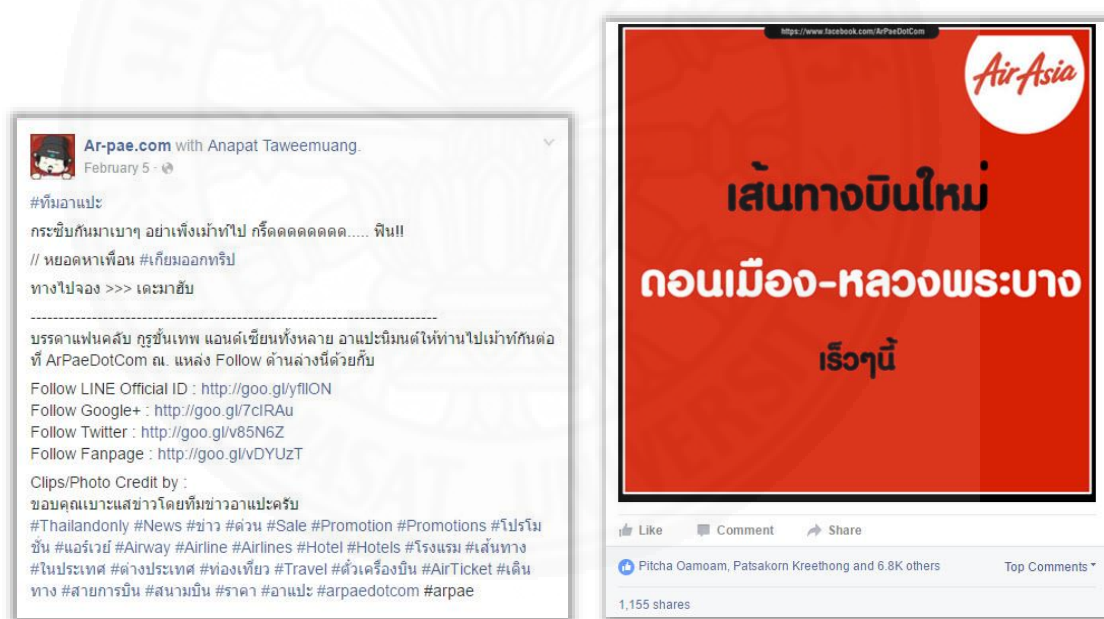 Ar-pae.com with Anapat Taweemuang.
February 5
#ทีมอาแปะ
กระซิบกันมาเบาๆ อย่าเพิ่งเม้าท์ไป กรี๊ดดดดดดดดด..... ฟิน!!
// หยอดหาเพื่อน #เกี่ยมออกทริป
ทางไปจอง >>> เดะมาฮับ
บรรดาแฟนคลับ กูรูขั้นเทพ แอนด์เซียนทั้งหลาย อาแปะนิมนต์ให้ท่านไปเม้าท์กันต่อ
ที่ ArPaeDotCom ณ. แหล่ง Follow ด้านล่างนี้ด้วยกั๊บ
Follow LINE Official ID : http://goo.gl/yfllON
Follow Google+ : http://goo.gl/7cIRAu
Follow Twitter : http://goo.gl/v85N6Z
Follow Fanpage : http://goo.gl/vDYUzT
Clips/Photo Credit by :
ขอบคุณเบาะแสข่าวโดยทีมข่าวอาแปะครับ
#Thailandonly #News #ข่าว #ด่วน #Sale #Promotion #Promotions #โปรโม
ชั่น #แอร์เวย์ #Airway #Airline #Airlines #Hotel #Hotels #โรงแรม #เส้นทาง
#ในประเทศ #ต่างประเทศ #ท่องเที่ยว #Travel #ตั๋วเครื่องบิน #AirTicket #เดิน
ทาง #สายการบิน #สนามบิน #ราคา #อาแปะ #arpaedotcom #arpae
https://www.facebook.com/ArPaeDotCom
AirAsia
เส้นทางบินใหม่
ดอนเมือง-หลวงพระบาง
เร็วๆนี้
Like Comment Share
Pitcha Oamoam, Patsakorn Kreethong and 6.8K others Top Comments
1,155 shares